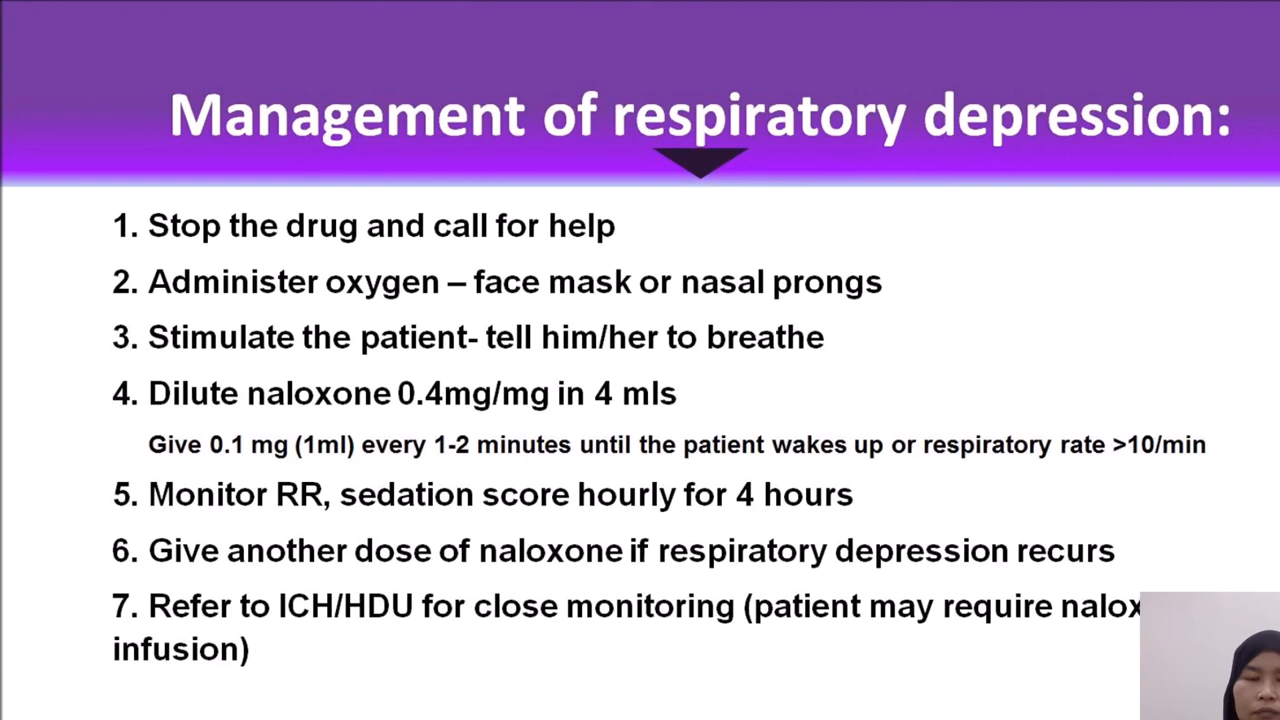 Management of respiratory depression:
1. Stop the drug and call for help
2. Administer oxygen – face mask or nasal prongs
3. Stimulate the patient- tell him/her to breathe
4. Dilute naloxone 0.4mg/mg in 4 mls
Give 0.1 mg (1ml) every 1-2 minutes until the patient wakes up or respiratory rate >10/min
5. Monitor RR, sedation score hourly for 4 hours
6. Give another dose of naloxone if respiratory depression recurs
7. Refer to ICH/HDU for close monitoring (patient may require
infusion)